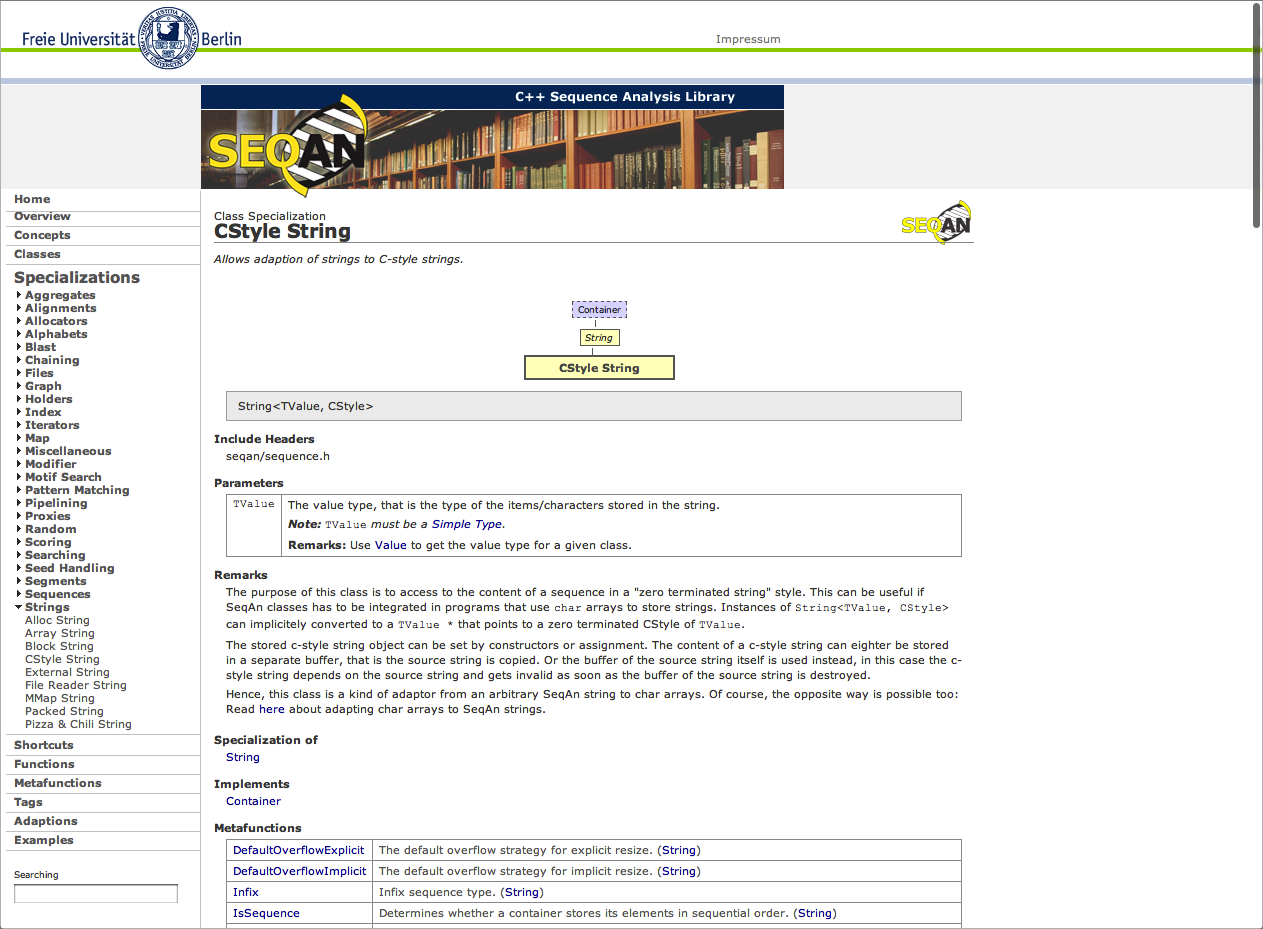 Freie Universität Berlin
Impressum
C++ Sequence Analysis Library
SEQAN
Home
Overview
Concepts
Classes
Specializations
Aggregates
Alignments
Allocators
Alphabets
Blast
Chaining
Files
Graph
Holders
Index
Iterators
Map
Miscellaneous
Modifier
Motif Search
Pattern Matching
Pipelining
Proxies
Random
Scoring
Searching
Seed Handling
Segments
Sequences
Strings
Alloc String
Array String
Block String
CStyle String
External String
File Reader String
MMap String
Packed String
Pizza & Chili String
Shortcuts
Functions
Metafunctions
Tags
Adaptions
Examples
Searching
Class Specialization
CStyle String
SEQAN
Allows adaption of strings to C-style strings.
Container
String
CStyle String
String<TValue, CStyle>
Include Headers
seqan/sequence.h
Parameters
TValue The value type, that is the type of the items/characters stored in the string.
Note: TValue must be a Simple Type.
Remarks: Use Value to get the value type for a given class.
Remarks
The purpose of this class is to access to the content of a sequence in a "zero terminated string" style. This can be useful if
SeqAn classes has to be integrated in programs that use char arrays to store strings. Instances of String<TValue, CStyle>
can implicitely converted to a TValue * that points to a zero terminated CStyle of TValue.
The stored c-style string object can be set by constructors or assignment. The content of a c-style string can eighter be stored
in a separate buffer, that is the source string is copied. Or the buffer of the source string itself is used instead, in this case the c-
style string depends on the source string and gets invalid as soon as the buffer of the source string is destroyed.
Hence, this class is a kind of adaptor from an arbitrary SeqAn string to char arrays. Of course, the opposite way is possible too:
Read here about adapting char arrays to SeqAn strings.
Specialization of
String
Implements
Container
Metafunctions
DefaultOverflowExplicit The default overflow strategy for explicit resize. (String)
DefaultOverflowImplicit The default overflow strategy for implicit resize. (String)
Infix Infix sequence type. (String)
IsSequence Determines whether a container stores its elements in sequential order. (String)